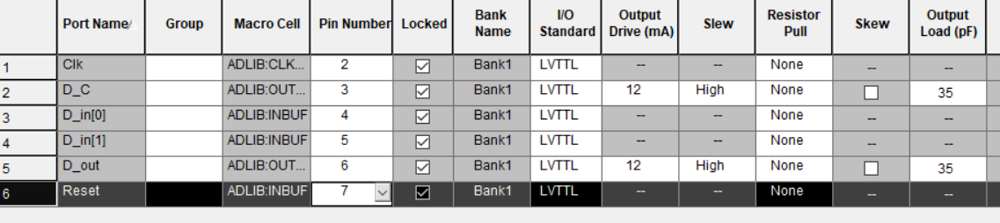 Port Name Group Macro Cell Pin Number Locked Bank Name I/O Standard Output Drive (mA) Slew Resistor Pull Skew Output Load (pF)
1 Clk ADLIB:CLK... 2 Bank1 LVTTL -- -- None -- --
2 D_C ADLIB:OUT... 3 Bank1 LVTTL 12 High None 35
3 D_in[0] ADLIB:INBUF 4 Bank1 LVTTL -- -- None -- --
4 D_in[1] ADLIB:INBUF 5 Bank1 LVTTL -- -- None -- --
5 D_out ADLIB:OUT... 6 Bank1 LVTTL 12 High None 35
6 Reset ADLIB:INBUF 7 Bank1 LVTTL -- -- None -- --